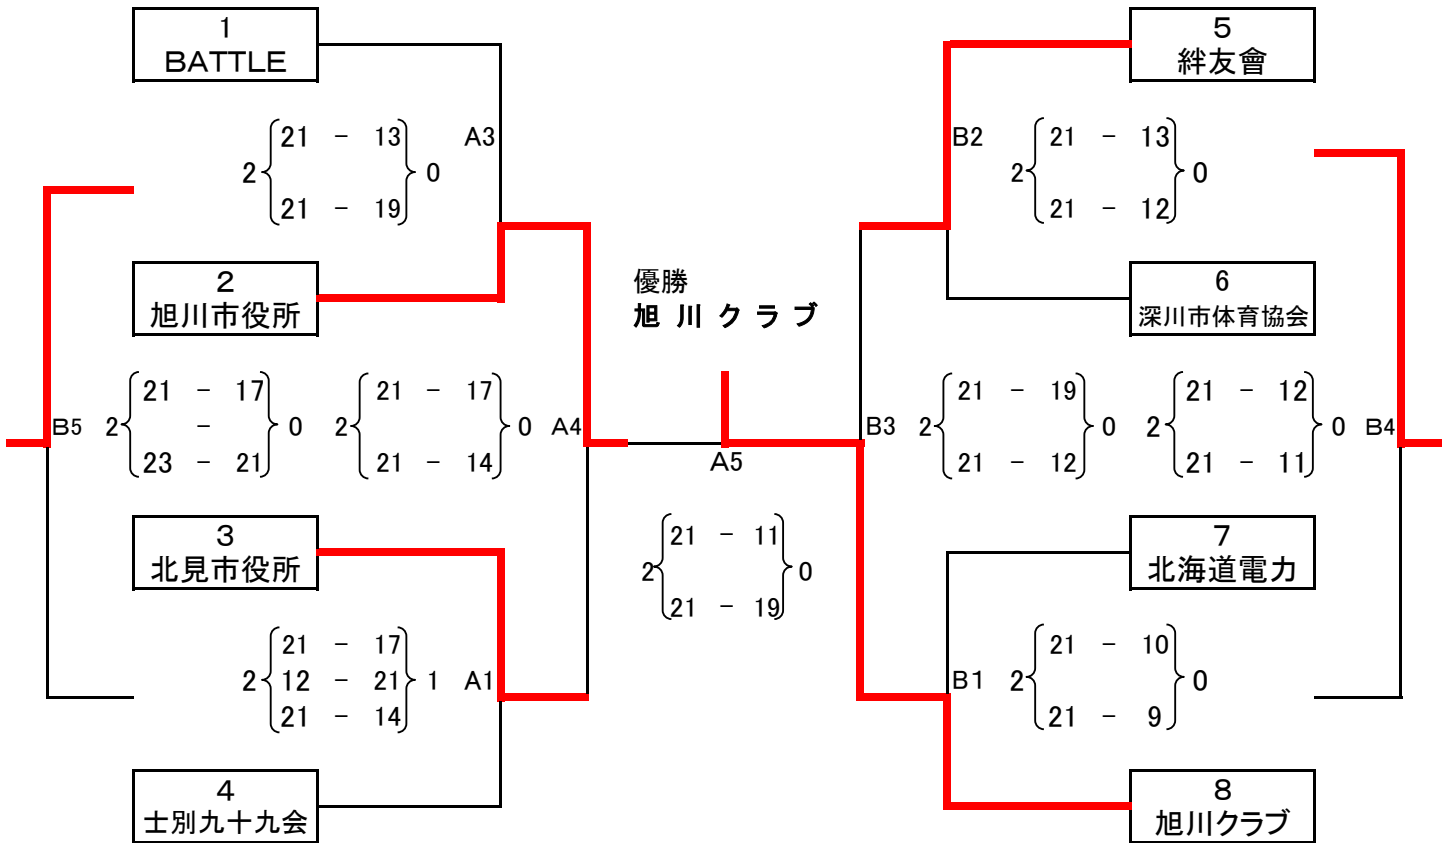 1
BATTLE
5
絆友會
21 － 13
A3
2
0
21 － 19
B2
21 － 13
2
0
21 － 12
2
旭川市役所
優勝
旭川クラブ
6
深川市体育協会
B5
21 － 17
2
－
0
23 － 21
21 － 17
2
0
A4
21 － 14
A5
B3
21 － 19
2
0
21 － 12
21 － 12
2
0
B4
21 － 11
3
北見市役所
21 － 11
2
0
21 － 19
7
北海道電力
21 － 17
2
12 － 21
1
A1
21 － 14
B1
21 － 10
2
0
21 － 9
4
士別九十九会
8
旭川クラブ